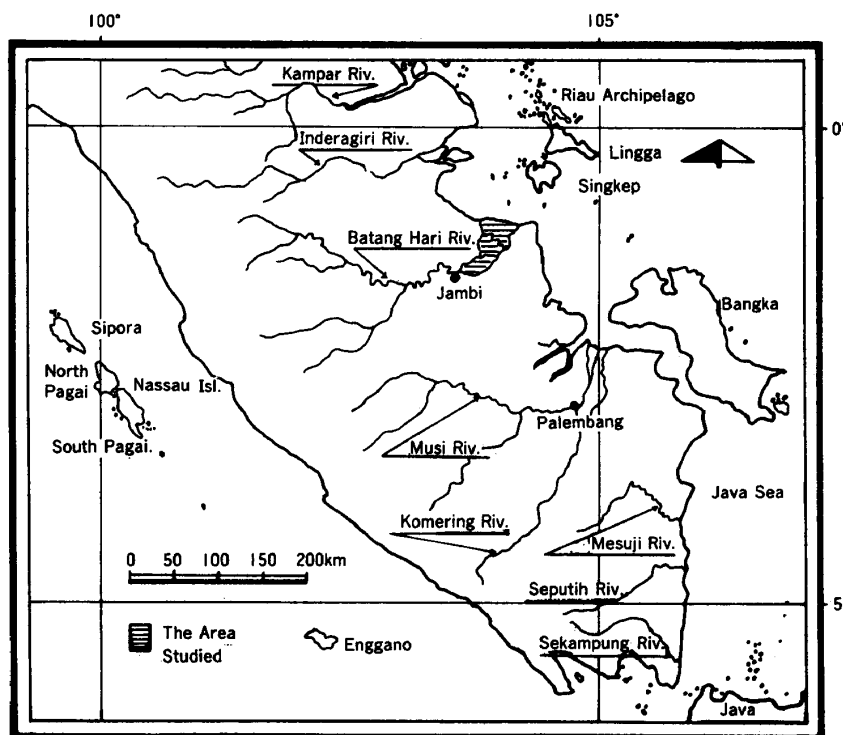 100°
105°
Kampar Riv.
Riau Archipelago
0°
Inderagiri Riv.
Lingga
Singkep
Batang Hari Riv.
Jambi
Bangka
Sipora
North
Pagai
Nassau Isl.
Palembang
South Pagai.
Musi Riv.
Java Sea
Komering Riv.
Mesuji Riv.
0 50 100 150 200km
Seputih Riv.
5
The Area
Studied
Enggano
Sekampung Riv.
Java